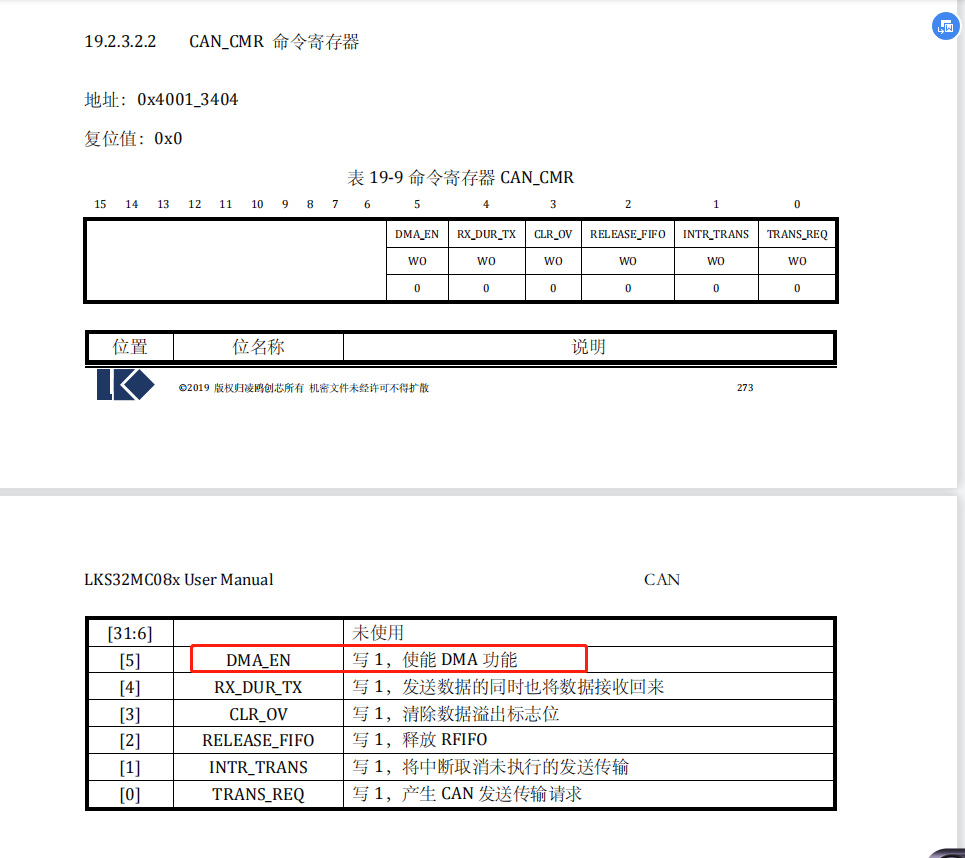 19.2.3.2.2 CAN_CMR 命令寄存器
地址：0x4001_3404
复位值：0x0
表 19-9 命令寄存器 CAN_CMR
15 14 13 12 11 10 9 8 7 6 5 4 3 2 1 0
DMA_EN RX_DUR_TX CLR_OV RELEASE_FIFO INTR_TRANS TRANS_REQ
WO WO WO WO WO WO
0 0 0 0 0 0
位置 位名称 说明
©2019 版权归凌鸥创芯所有 机密文件未经许可不得扩散 273
LKS32MC08x User Manual CAN
[31:6] 未使用
[5] DMA_EN 写 1，使能 DMA 功能
[4] RX_DUR_TX 写 1，发送数据的同时也将数据接收回来
[3] CLR_OV 写 1，清除数据溢出标志位
[2] RELEASE_FIFO 写 1，释放 RFIFO
[1] INTR_TRANS 写 1，将中断取消未执行的发送传输
[0] TRANS_REQ 写 1，产生 CAN 发送传输请求